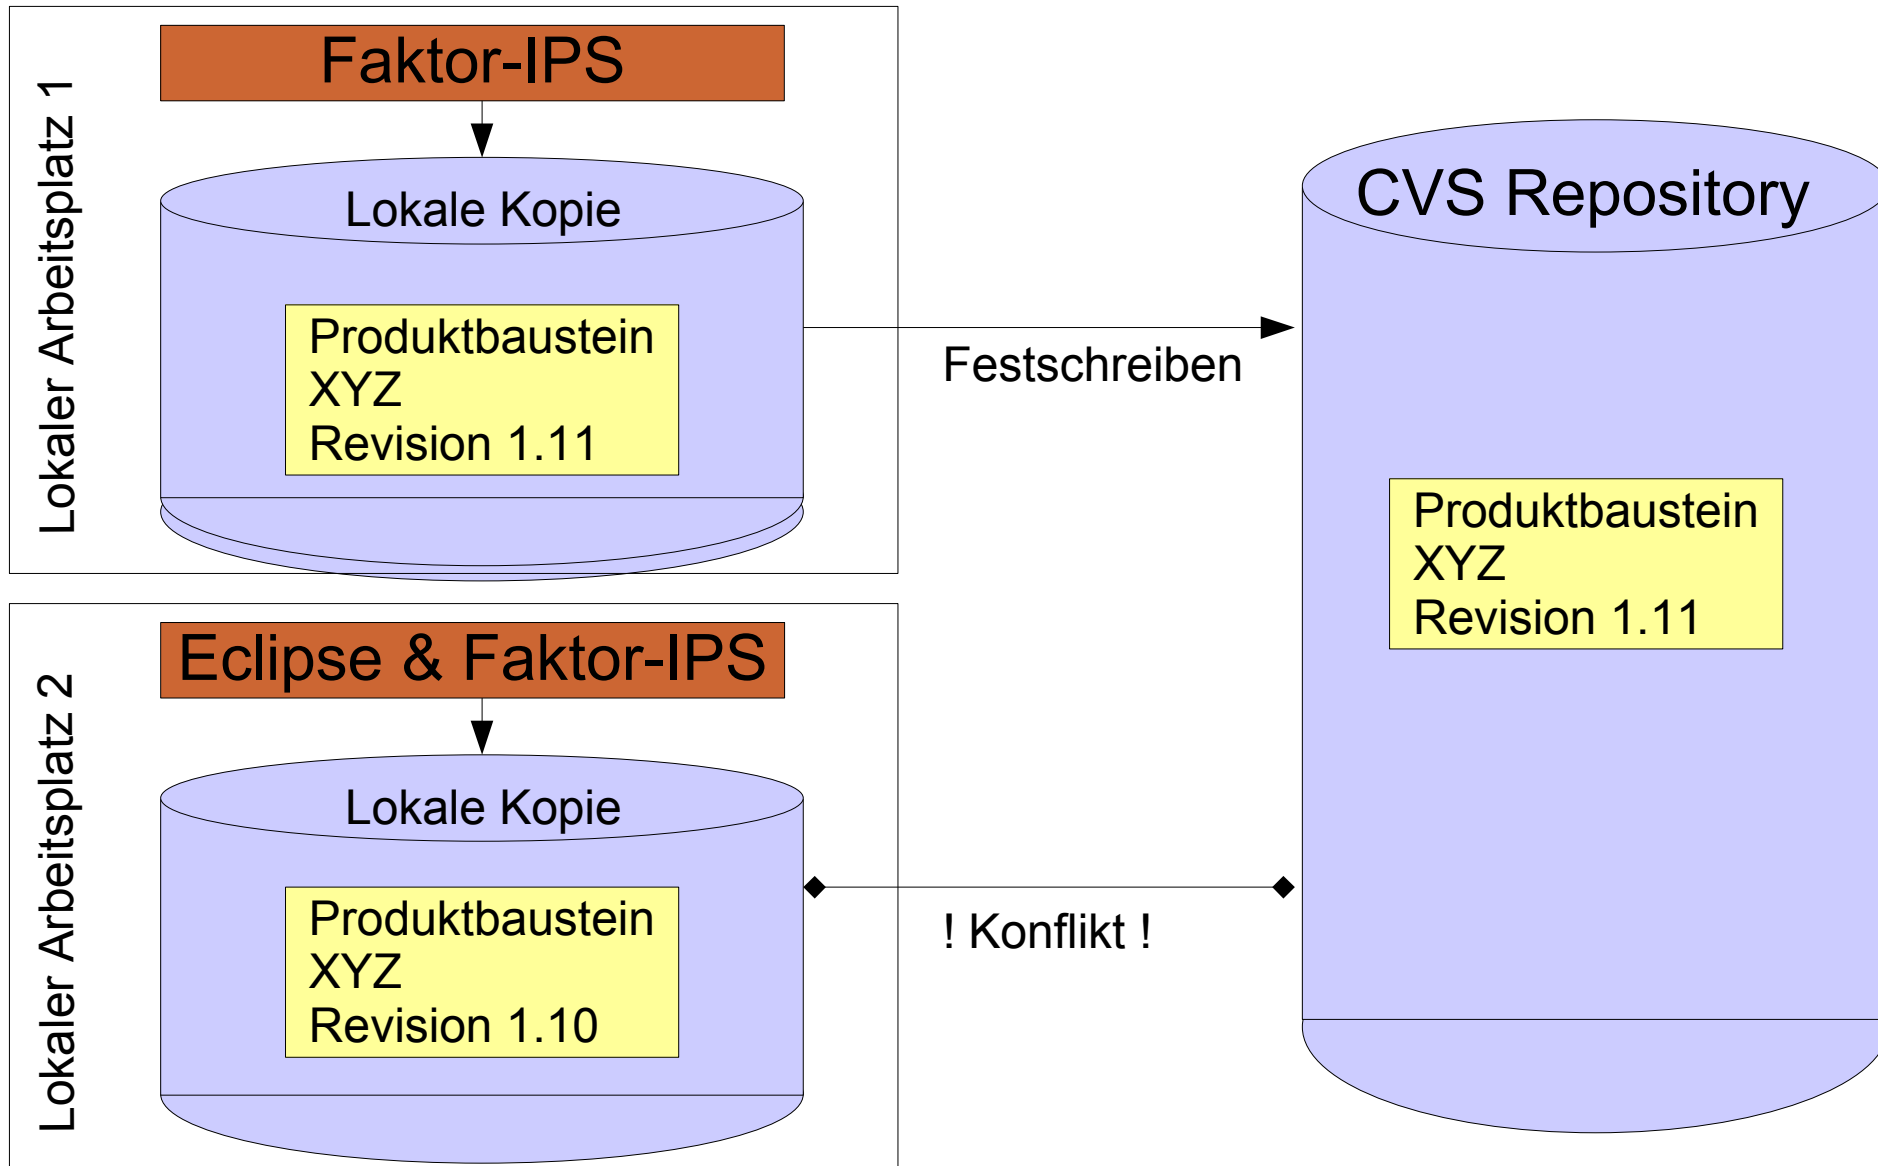 Lokaler Arbeitsplatz 1
Faktor-IPS
Lokale Kopie
Produktbaustein
XYZ
Revision 1.11
Festschreiben
CVS Repository
Produktbaustein
XYZ
Revision 1.11
Lokaler Arbeitsplatz 2
Eclipse & Faktor-IPS
Lokale Kopie
Produktbaustein
XYZ
Revision 1.10
! Konflikt !